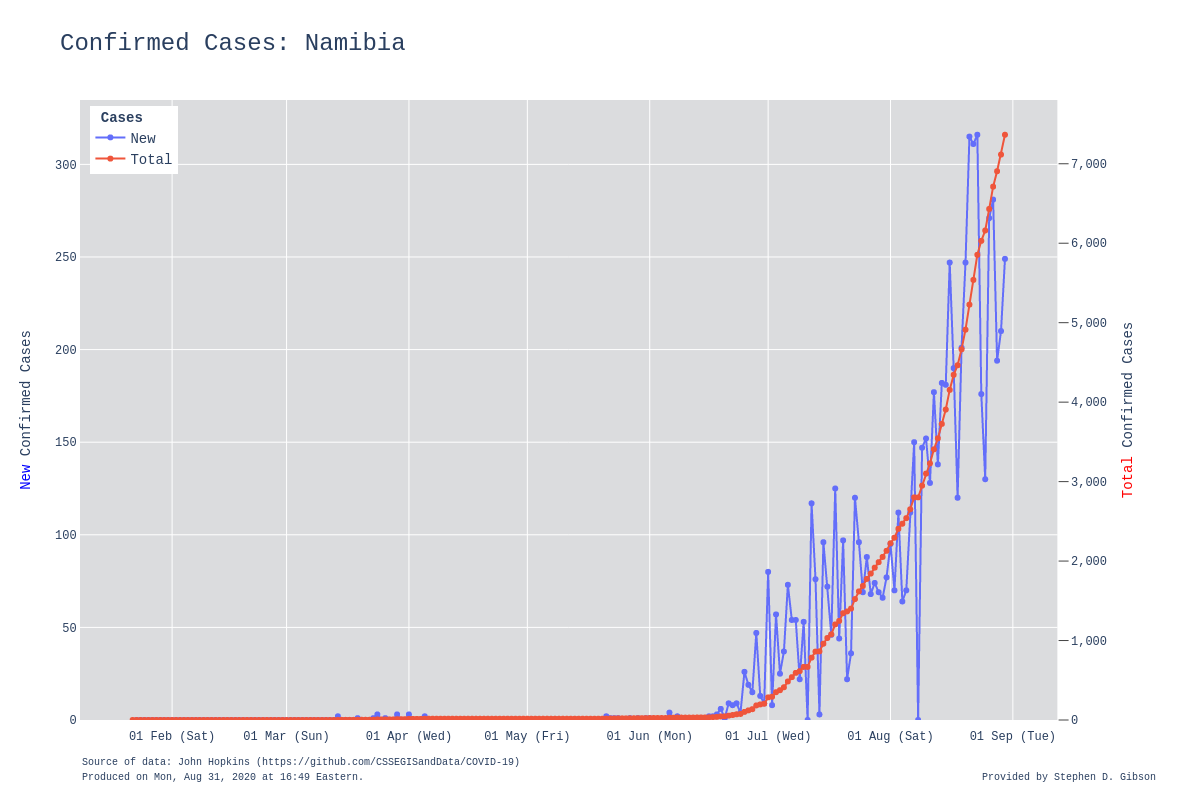 Confirmed Cases: Namibia
Cases
New
Total
300
250
200
150
100
50
0
7,000
6,000
5,000
4,000
3,000
2,000
1,000
0
New Confirmed Cases
Total Confirmed Cases
01 Feb (Sat)
01 Mar (Sun)
01 Apr (Wed)
01 May (Fri)
01 Jun (Mon)
01 Jul (Wed)
01 Aug (Sat)
01 Sep (Tue)
Source of data: John Hopkins (https://github.com/CSSEGISandData/COVID-19)
Produced on Mon, Aug 31, 2020 at 16:49 Eastern.
Provided by Stephen D. Gibson